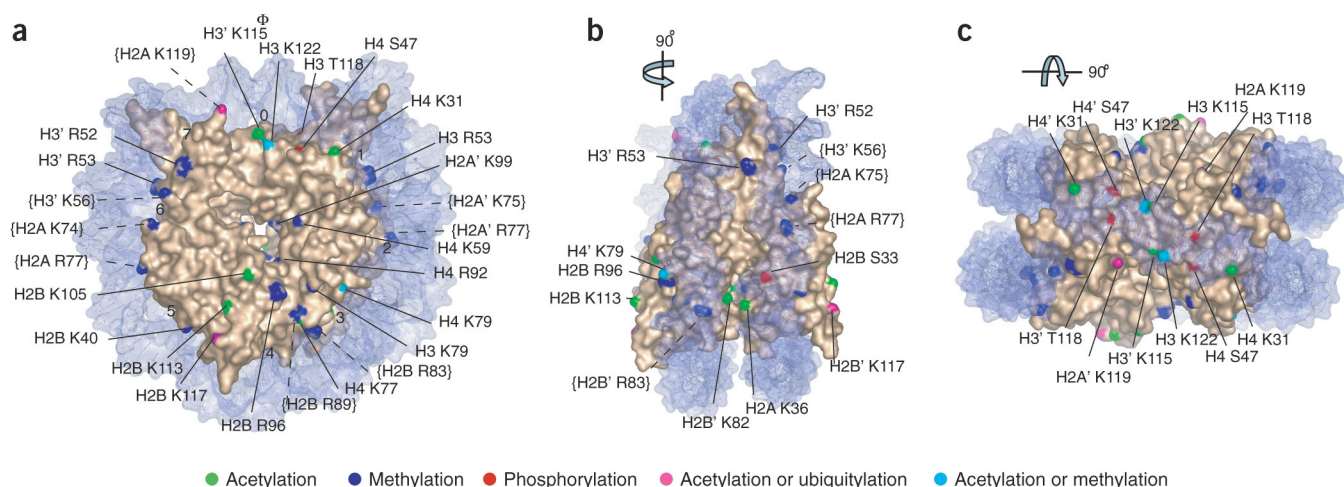 a
Φ
H3' K115
H3 K122
H3 T118
H4 S47
{H2A K119}
H4 K31
0
7
1
H3' R52
H3' R53
{H3' K56}
6
{H2A K74}
{H2A R77}
5
H2B K105
H2B K40
H2B K113
H2B K117
H2B R96
4
{H2B R89}
H4 K77
{H2B R83}
3
H3 K79
H4 K79
H4 R92
2
H4 K59
{H2A' R77}
{H2A' K75}
H2A' K99
H3 R53
b
90°
H3' R53
H3 R52
{H3' K56}
{H2A K75}
H2A R77
H4' K79
H2B R96
H2B K113
H2B S33
{H2B' R83}
H2B' K117
H2A K36
H2B' K82
c
90°
H2A K119
H3 K115
H3 T118
H4' S47
H4' K31
H3' K122
H3' T118
H3 K122
H4 K31
H3' K115
H4 S47
H2A' K119
Acetylation
Methylation
Phosphorylation
Acetylation or ubiquitylation
Acetylation or methylation